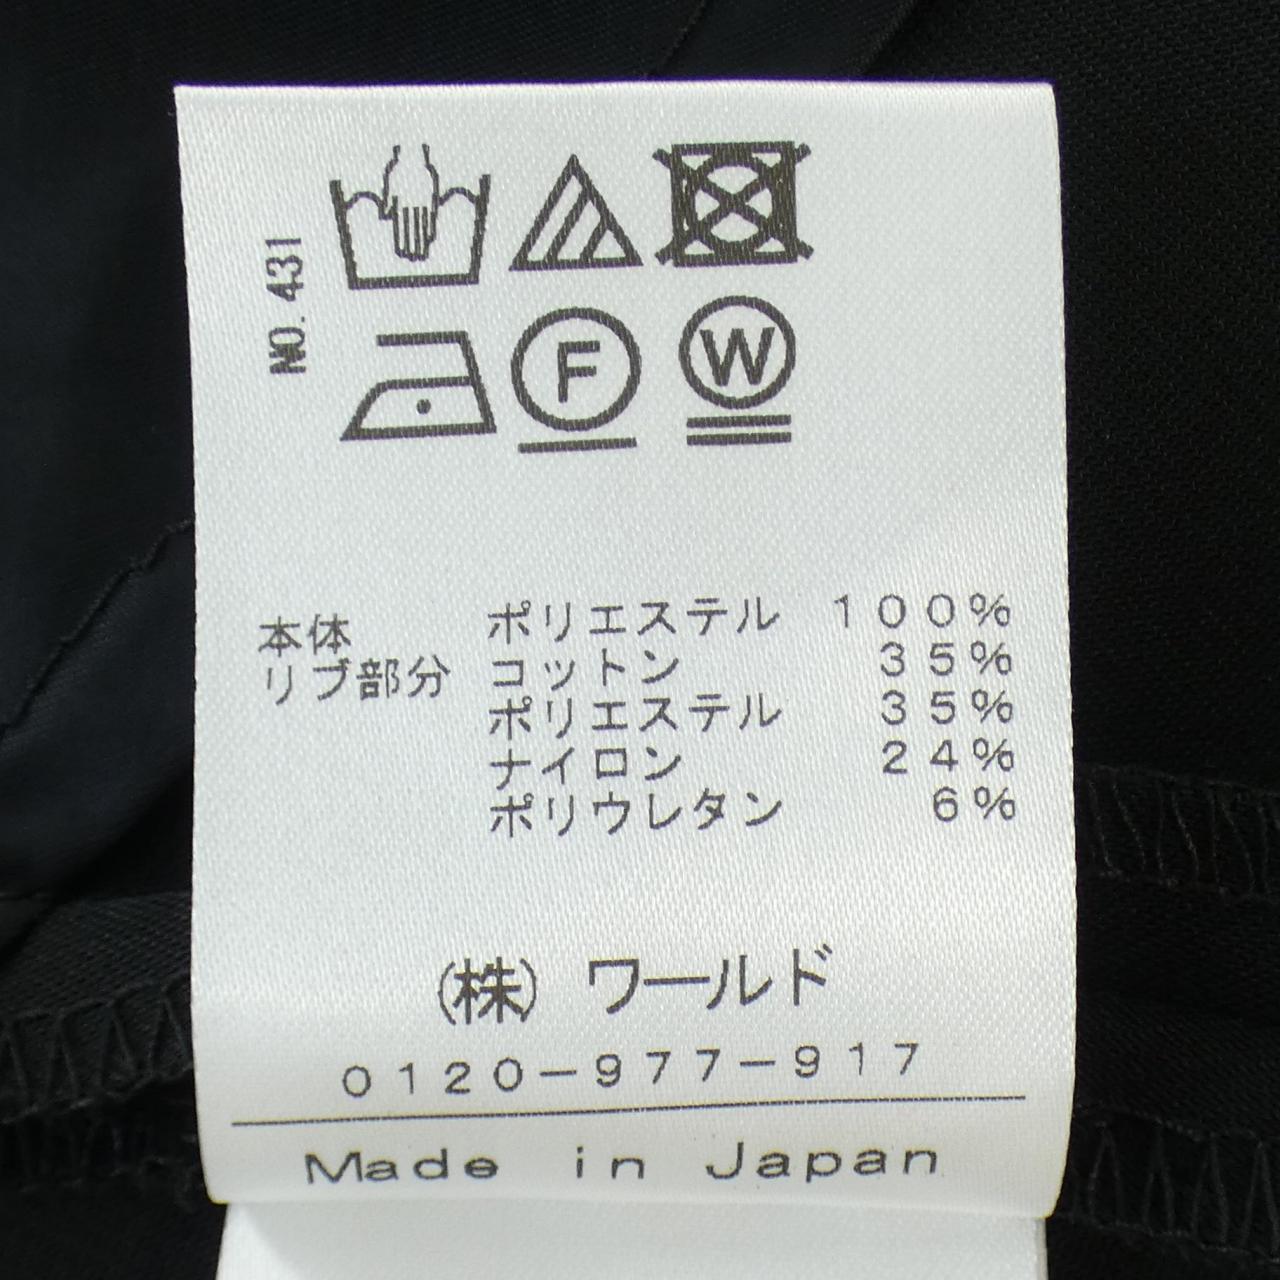 NO. 431
F W
本体 ポリエステル 100%
リブ部分 コットン 35%
ポリエステル 35%
ナイロン 24%
ポリウレタン 6%
(株) ワールド
0120-977-917
Made in Japan